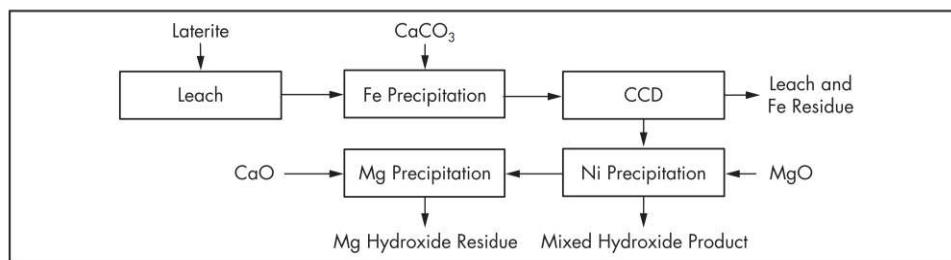 Laterite
CaCO₃
Leach
Fe Precipitation
CCD
Leach and
Fe Residue
CaO
Mg Precipitation
Ni Precipitation
MgO
Mg Hydroxide Residue
Mixed Hydroxide Product